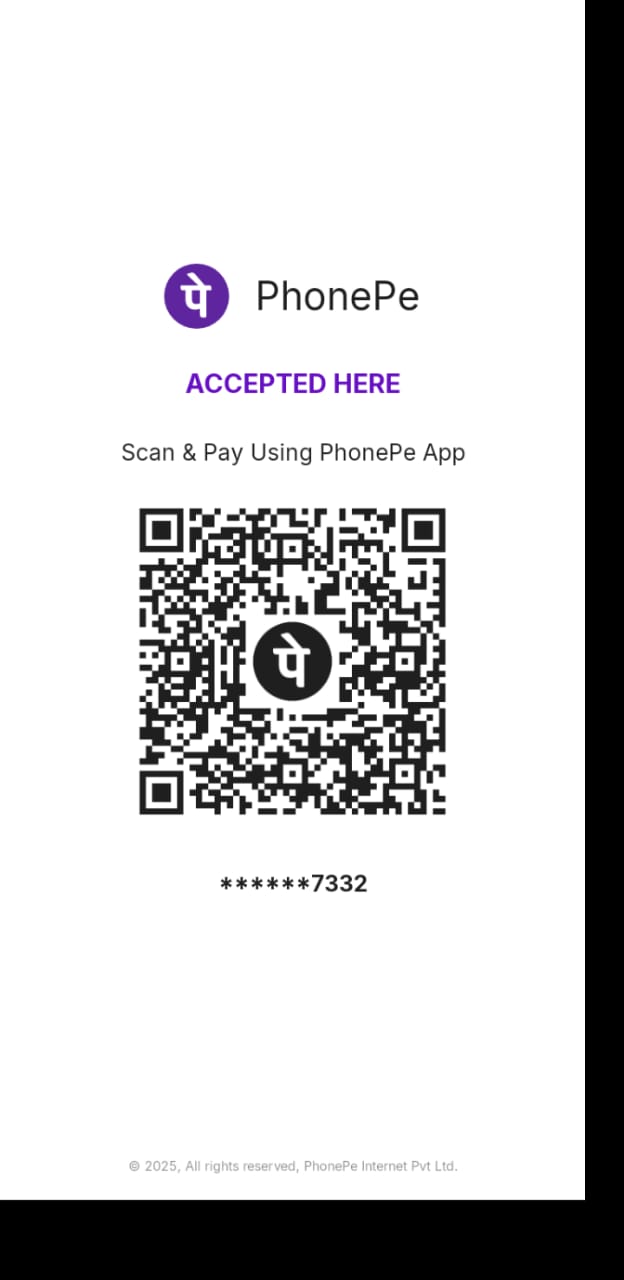 पे PhonePe
ACCEPTED HERE
Scan & Pay Using PhonePe App
पे
******7332
© 2025, All rights reserved, PhonePe Internet Pvt Ltd.